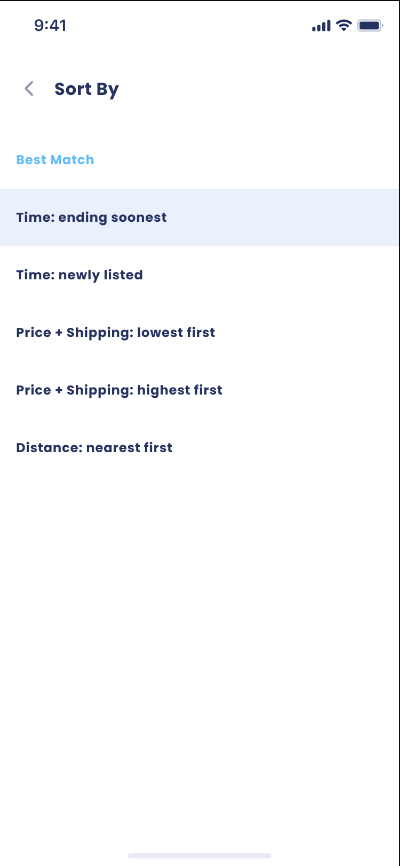 9:41
Sort By
Best Match
Time: ending soonest
Time: newly listed
Price + Shipping: lowest first
Price + Shipping: highest first
Distance: nearest first